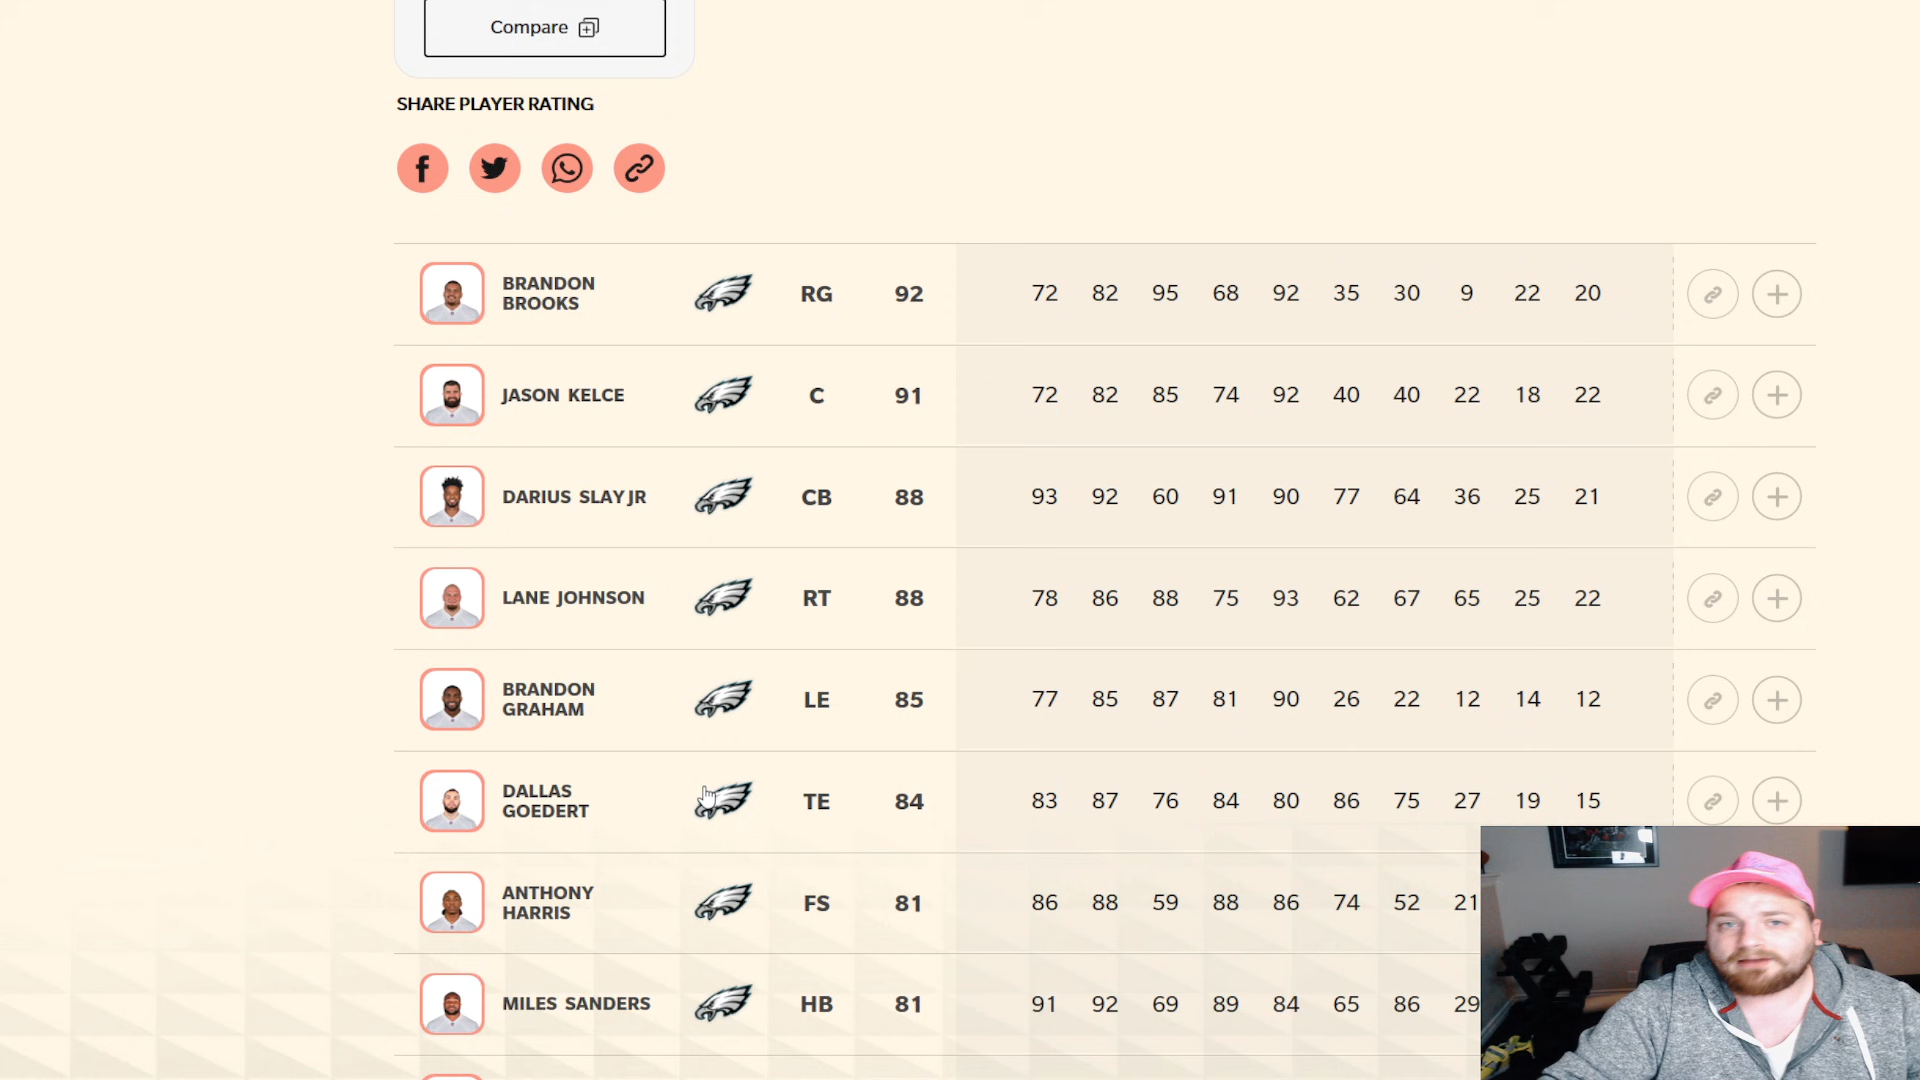 Compare
SHARE PLAYER RATING
BRANDON BROOKS RG 92 72 82 95 68 92 35 30 9 22 20
JASON KELCE C 91 72 82 85 74 92 40 40 22 18 22
DARIUS SLAY JR CB 88 93 92 60 91 90 77 64 36 25 21
LANE JOHNSON RT 88 78 86 88 75 93 62 67 65 25 22
BRANDON GRAHAM LE 85 77 85 87 81 90 26 22 12 14 12
DALLAS GOEDERT TE 84 83 87 76 84 80 86 75 27 19 15
ANTHONY HARRIS FS 81 86 88 59 88 86 74 52 21
MILES SANDERS HB 81 91 92 69 89 84 65 86 29